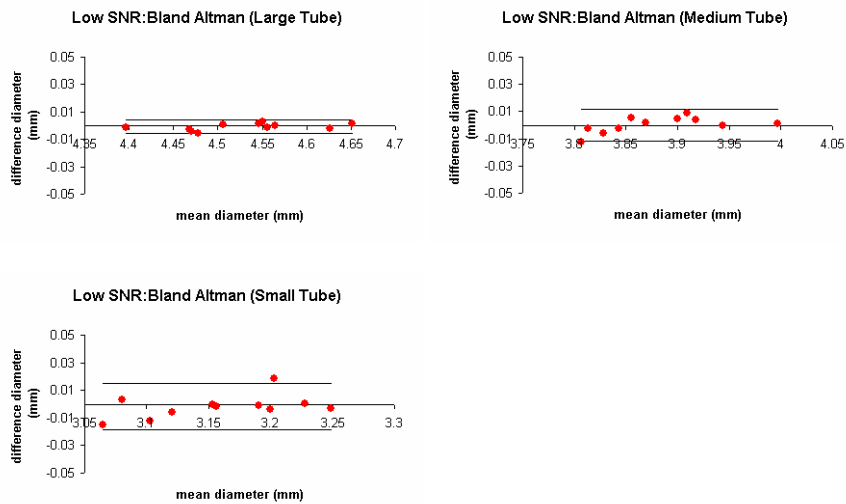 Low SNR:Bland Altman (Large Tube)
0.05
0.03
0.01
-0.01
-0.03
-0.05
4.35 4.4 4.45 4.5 4.55 4.6 4.65 4.7
difference diameter
(mm)
mean diameter (mm)
Low SNR:Bland Altman (Medium Tube)
0.05
0.03
0.01
-0.01
-0.03
-0.05
3.75 3.8 3.85 3.9 3.95 4 4.05
difference diameter
(mm)
mean diameter (mm)
Low SNR:Bland Altman (Small Tube)
0.05
0.03
0.01
-0.01
-0.03
-0.05
3.05 3.1 3.15 3.2 3.25 3.3
difference diameter
(mm)
mean diameter (mm)